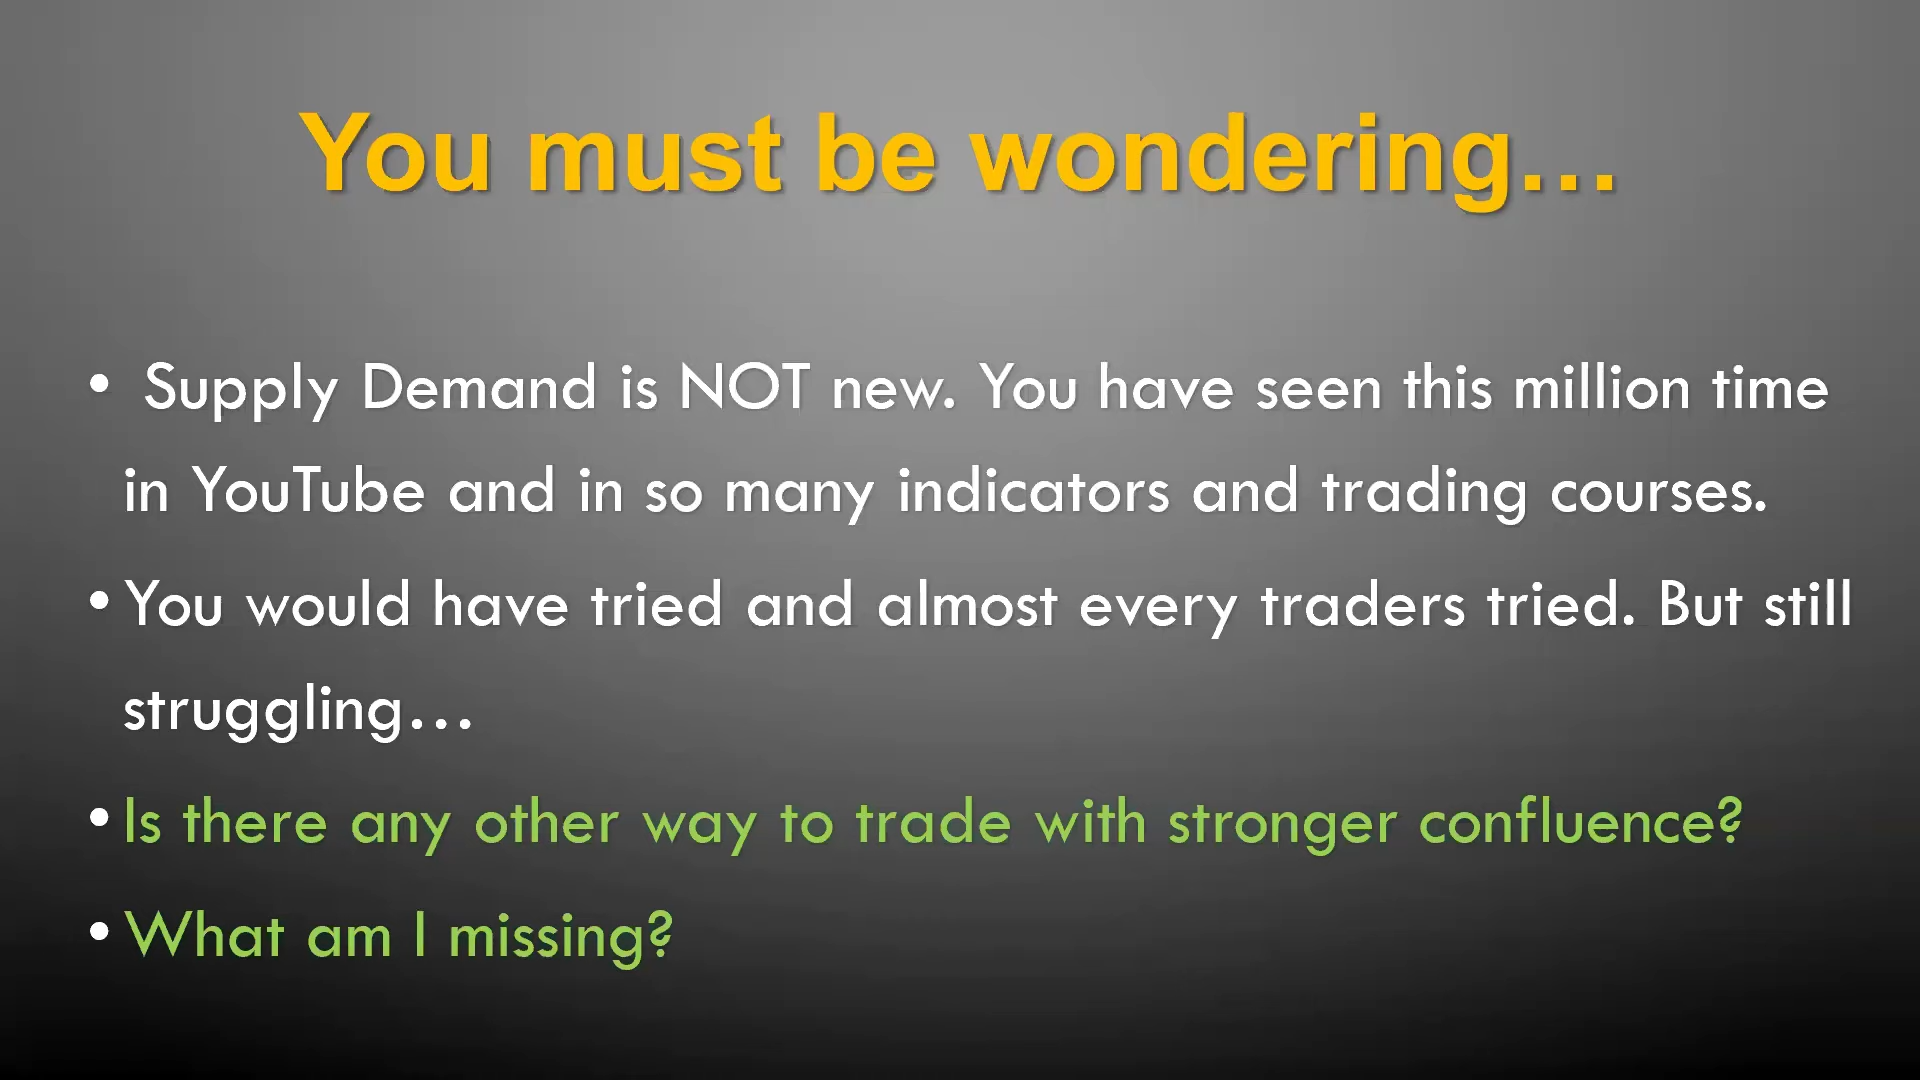 You must be wondering…
• Supply Demand is NOT new. You have seen this million time
in YouTube and in so many indicators and trading courses.
• You would have tried and almost every traders tried. But still
struggling…
• Is there any other way to trade with stronger confluence?
• What am I missing?